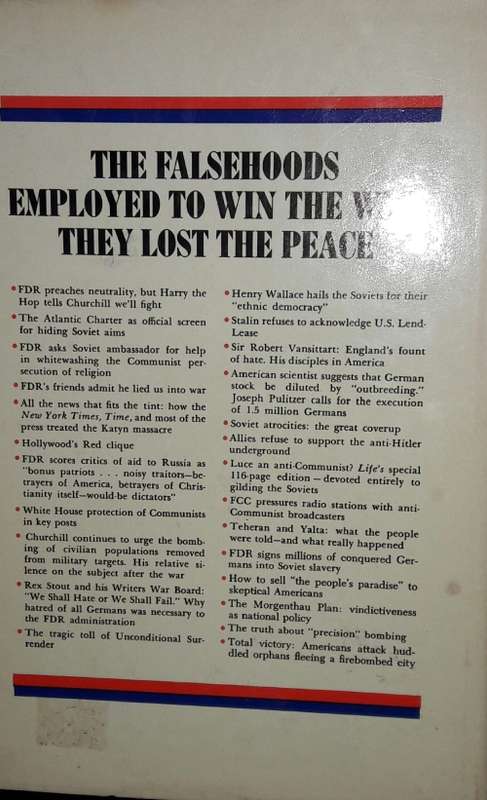 THE FALSEHOODS
EMPLOYED TO WIN THE
THEY LOST THE PEACE
• FDR preaches neutrality, but Harry the
Hop tells Churchill we'll fight
• The Atlantic Charter as official screen
for hiding Soviet aims
• FDR asks Soviet ambassador for help
in whitewashing the Communist per-
secution of religion
• FDR's friends admit he lied us into war
• All the news that fits the tint: how the
New York Times, Time, and most of the
press treated the Katyn massacre
• Hollywood's Red clique
• FDR scores critics of aid to Russia as
"bonus patriots . . . noisy traitors—be-
trayers of America, betrayers of Chris-
tianity itself—would-be dictators"
• White House protection of Communists
in key posts
• Churchill continues to urge the bomb-
ing of civilian populations removed
from military targets. His relative si-
lence on the subject after the war
• Rex Stout and his Writers War Board:
"We Shall Hate or We Shall Fail." Why
hatred of all Germans was necessary to
the FDR administration
• The tragic toll of Unconditional Sur-
render
• Henry Wallace hails the Soviets for their
"ethnic democracy"
• Stalin refuses to acknowledge U.S. Lend-
Lease
• Sir Robert Vansittart: England's fount
of hate. His disciples in America
• American scientist suggests that German
stock be diluted by "outbreeding."
Joseph Pulitzer calls for the execution
of 1.5 million Germans
• Soviet atrocities: the great coverup
• Allies refuse to support the anti-Hitler
underground
• Luce an anti-Communist? Life's special
116-page edition—devoted entirely to
gilding the Soviets
• FCC pressures radio stations with anti-
Communist broadcasters
• Teheran and Yalta: what the people
were told—and what really happened
• FDR signs millions of conquered Ger-
mans into Soviet slavery
• How to sell "the people's paradise" to
skeptical Americans
• The Morgenthau Plan: vindictiveness
as national policy
• The truth about "precision" bombing
• Total victory: Americans attack hud-
dled orphans fleeing a firebombed city